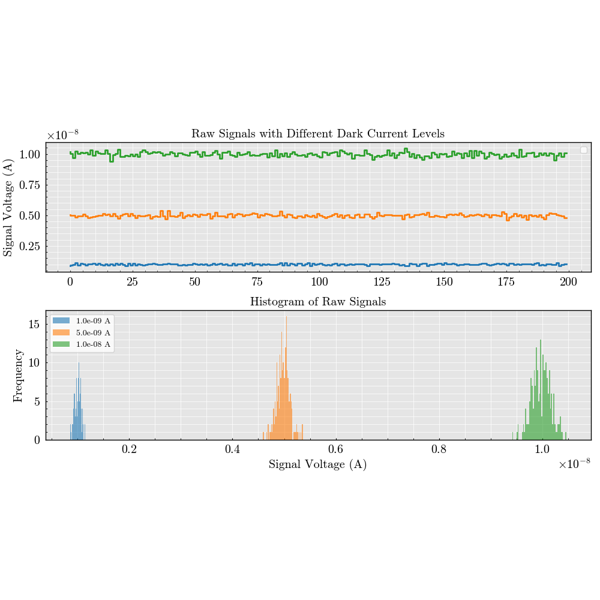 Raw Signals with Different Dark Current Levels
×10⁻⁸
Signal Voltage (A)
1.00
0.75
0.50
0.25
0 25 50 75 100 125 150 175 200
Histogram of Raw Signals
Frequency
15
10
5
0
1.0e-09 A
5.0e-09 A
1.0e-08 A
0.2 0.4 0.6 0.8 1.0
Signal Voltage (A)
×10⁻⁸